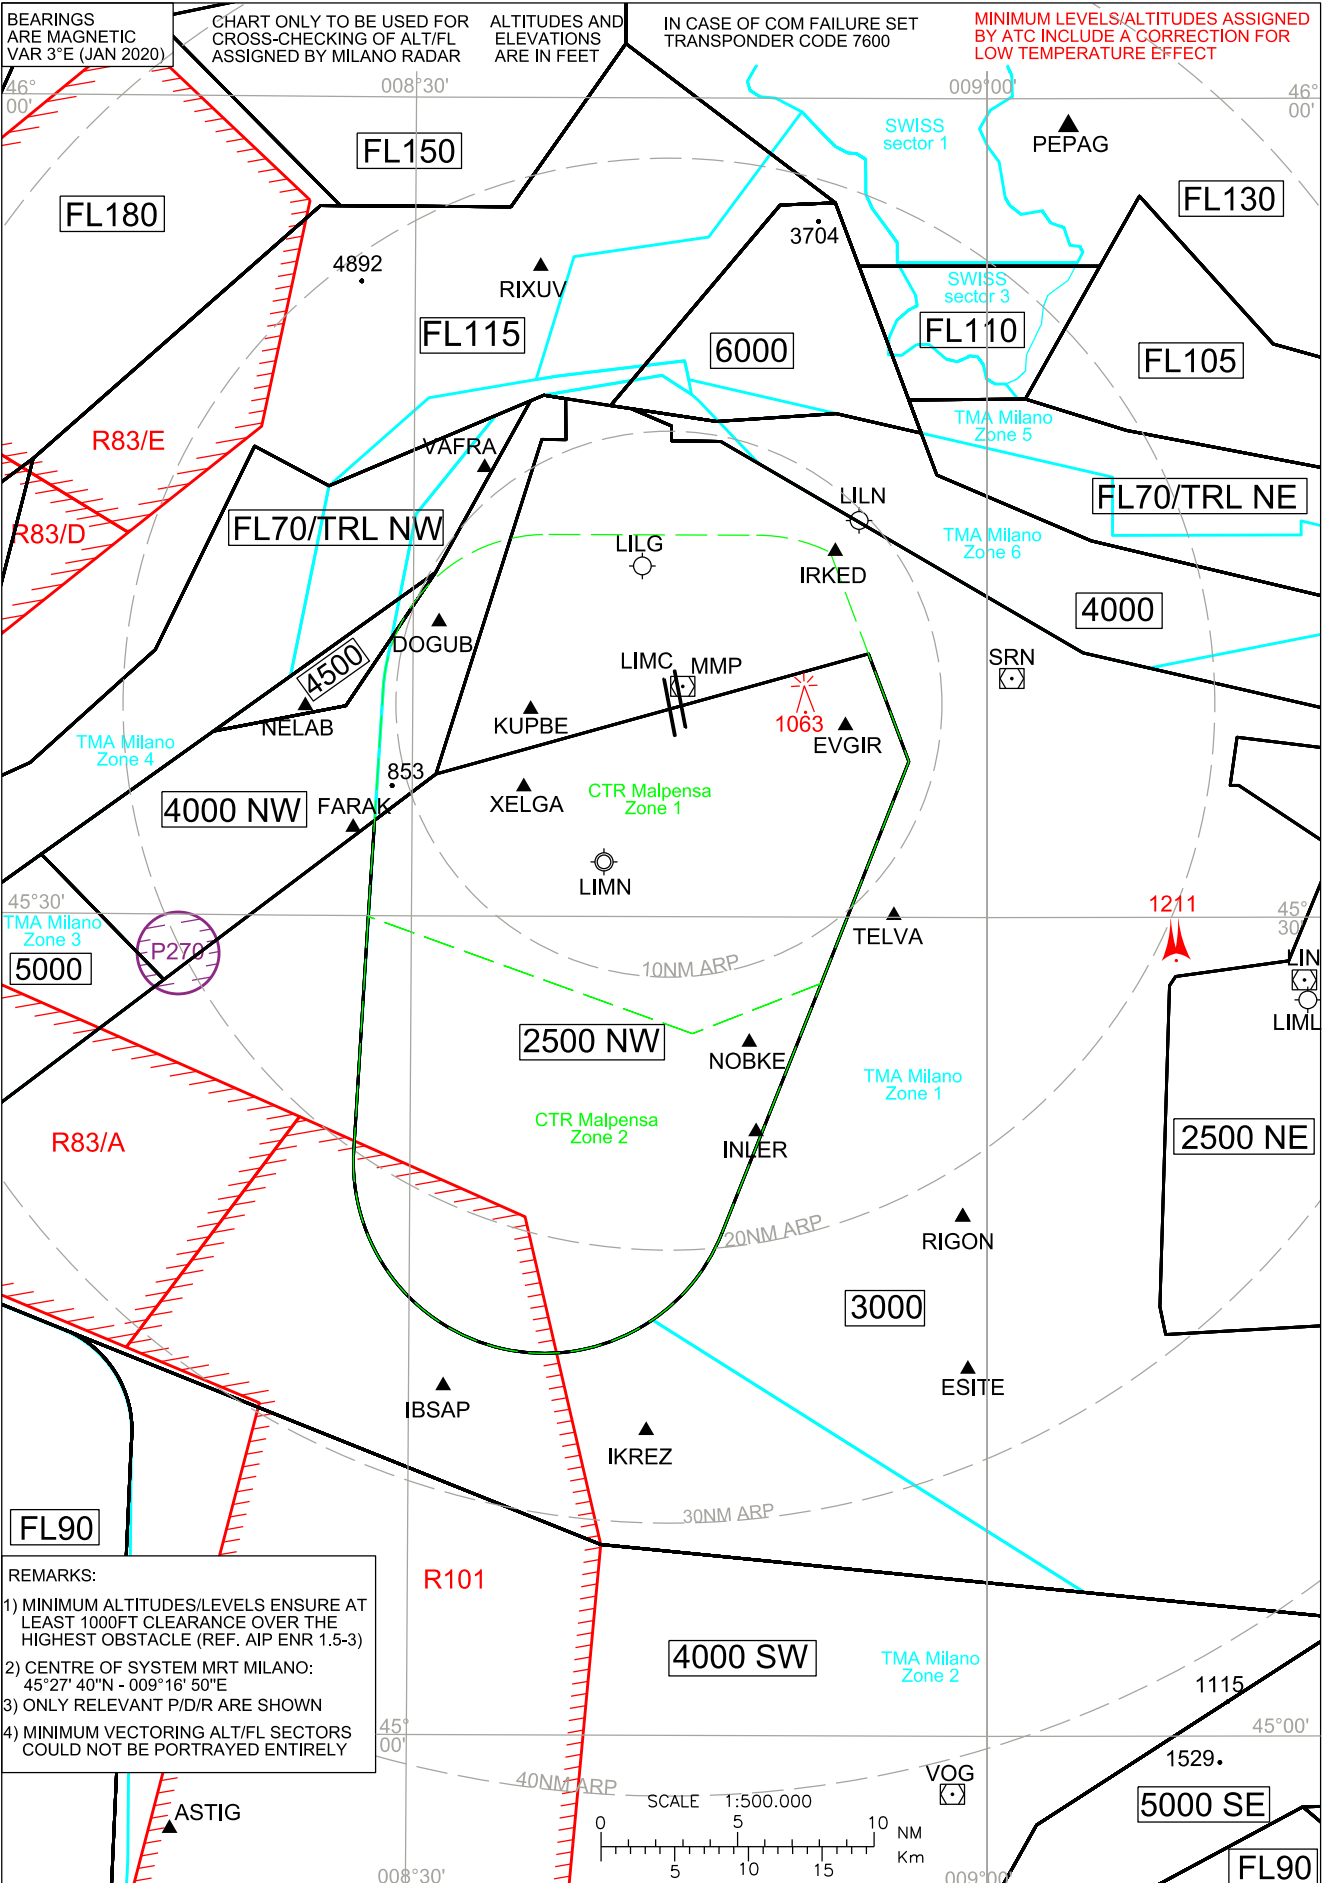 BEARINGS
ARE MAGNETIC
VAR 3°E (JAN 2020)
CHART ONLY TO BE USED FOR
CROSS-CHECKING OF ALT/FL
ASSIGNED BY MILANO RADAR
ALTITUDES AND
ELEVATIONS
ARE IN FEET
IN CASE OF COM FAILURE SET
TRANSPONDER CODE 7600
MINIMUM LEVELS/ALTITUDES ASSIGNED
BY ATC INCLUDE A CORRECTION FOR
LOW TEMPERATURE EFFECT
46°
00'
008°30'
009°00'
46°
00'
SWISS
sector 1
PEPAG
FL150
FL180
FL130
3704
4892
RIXUV
SWISS
sector 3
FL115
FL110
6000
FL105
TMA Milano
Zone 5
R83/E
VAFRA
FL70/TRL NE
LILN
R83/D
FL70/TRL NW
LILG
TMA Milano
Zone 6
IRKED
4000
DOGUB
4500
LIMC
MMP
SRN
NELAB
KUPBE
1063
EVGIR
TMA Milano
Zone 4
853
4000 NW
FARAK
XELGA
CTR Malpensa
Zone 1
LIMN
45°30'
1211
45°
30'
TMA Milano
Zone 3
TELVA
P270
5000
10NM ARP
LIN
LIML
2500 NW
NOBKE
TMA Milano
Zone 1
CTR Malpensa
Zone 2
R83/A
INLER
2500 NE
20NM ARP
RIGON
3000
ESITE
IBSAP
IKREZ
30NM ARP
FL90
R101
REMARKS:
1) MINIMUM ALTITUDES/LEVELS ENSURE AT
LEAST 1000FT CLEARANCE OVER THE
HIGHEST OBSTACLE (REF. AIP ENR 1.5-3)
2) CENTRE OF SYSTEM MRT MILANO:
45°27' 40"N - 009°16' 50"E
3) ONLY RELEVANT P/D/R ARE SHOWN
4) MINIMUM VECTORING ALT/FL SECTORS
COULD NOT BE PORTRAYED ENTIRELY
4000 SW
TMA Milano
Zone 2
1115
45°
00'
45°00'
1529
40NM ARP
VOG
ASTIG
SCALE 1:500.000
0 5 10 NM
5 10 15 Km
5000 SE
FL90
008°30'
009°00'